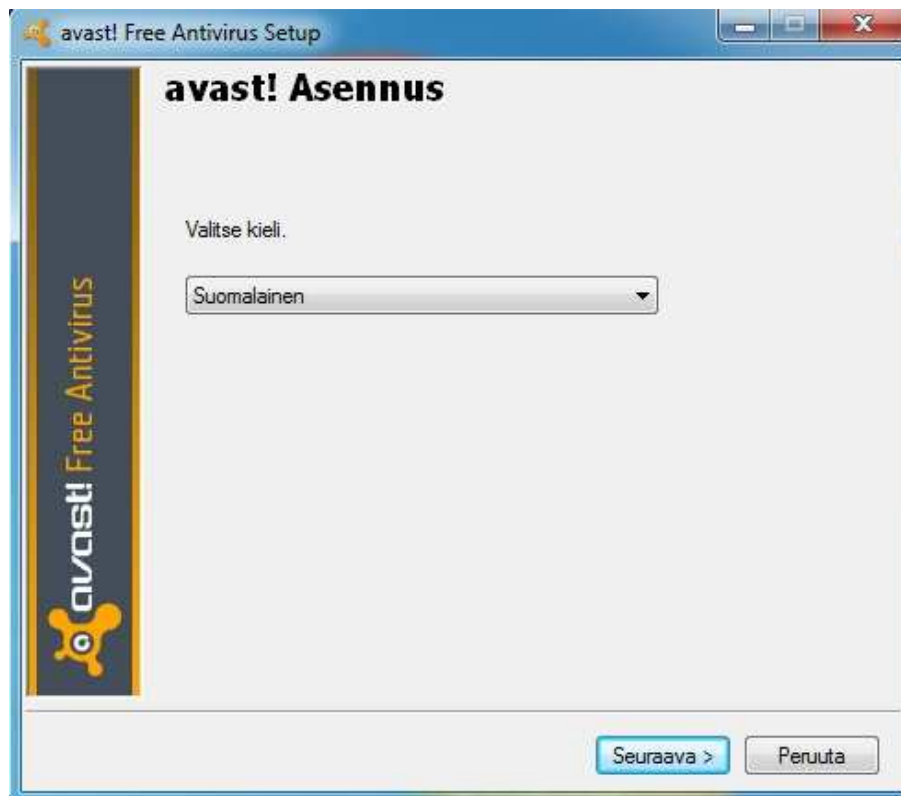 avast! Free Antivirus Setup
avast! Asennus
Valitse kieli.
Suomalainen
avast! Free Antivirus
Seuraava >
Peruuta